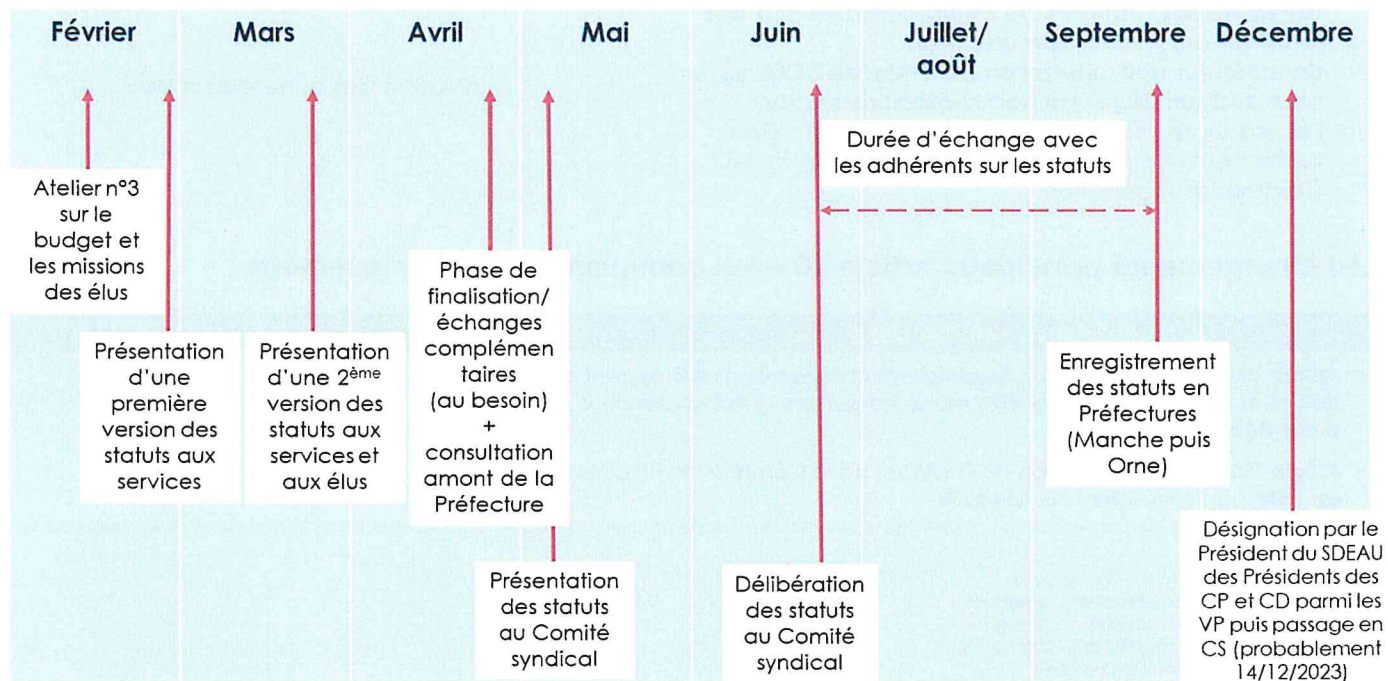 Février
Mars
Avril
Mai
Juin
Juillet/
août
Septembre
Décembre
Durée d'échange avec
les adhérents sur les statuts
Atelier n°3
sur le
budget et
les missions
des élus
Présentation
d'une
première
version des
statuts aux
services
Présentation
d'une 2ème
version des
statuts aux
services et
aux élus
Phase de
finalisation/
échanges
complémen
taires
(au besoin)
+
consultation
amont de la
Préfecture
Présentation
des statuts
au Comité
syndical
Délibération
des statuts
au Comité
syndical
Enregistrement
des statuts en
Préfectures
(Manche puis
Orne)
Désignation par le
Président du SDEAU
des Présidents des
CP et CD parmi les
VP puis passage en
CS (probablement
14/12/2023)